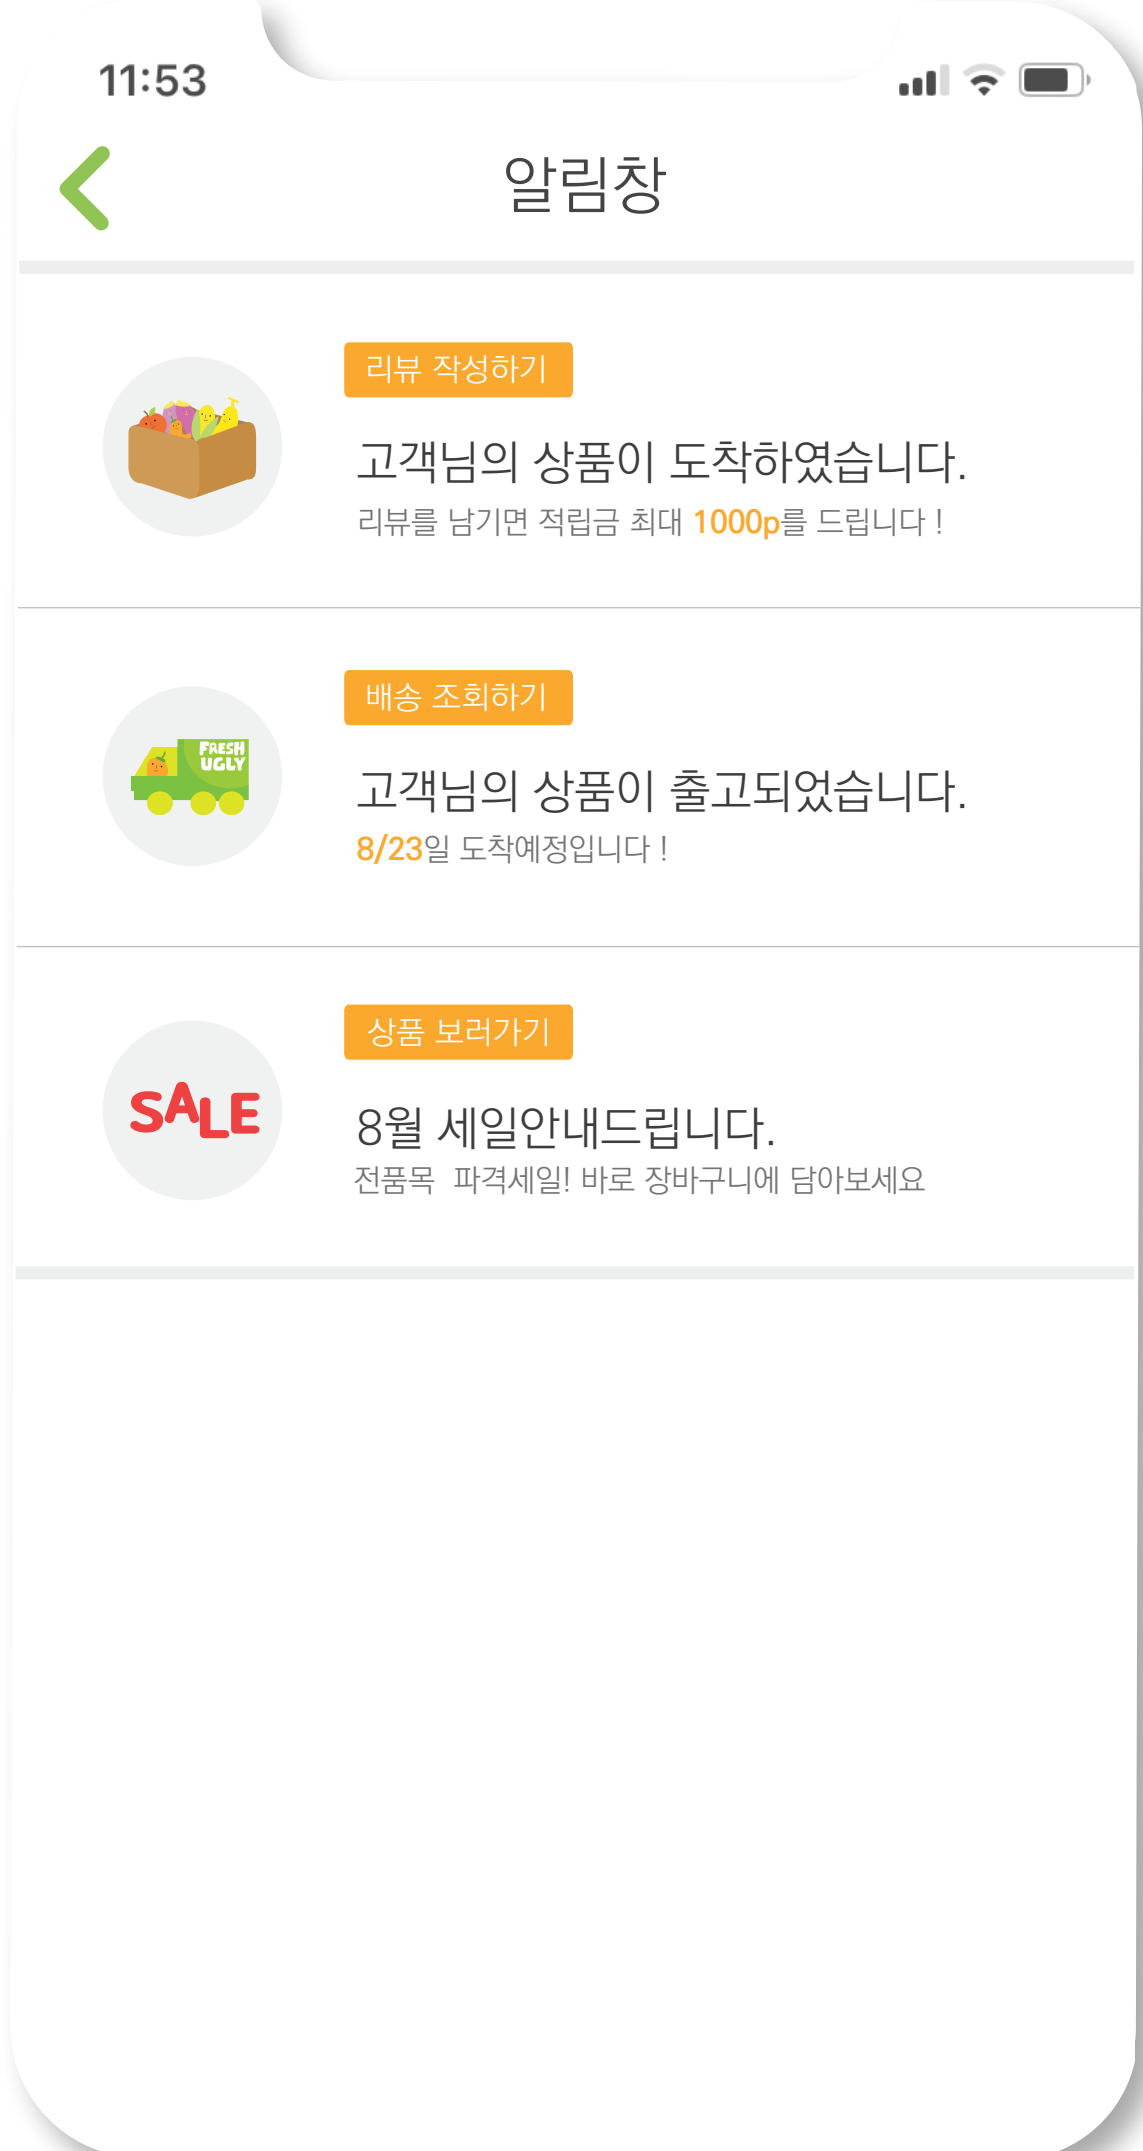 11:53
알림창
리뷰 작성하기
고객님의 상품이 도착하였습니다.
리뷰를 남기면 적립금 최대 1000p를 드립니다 !
배송 조회하기
FRESH
UGLY
고객님의 상품이 출고되었습니다.
8/23일 도착예정입니다 !
상품 보러가기
SALE
8월 세일안내드립니다.
전품목 파격세일! 바로 장바구니에 담아보세요